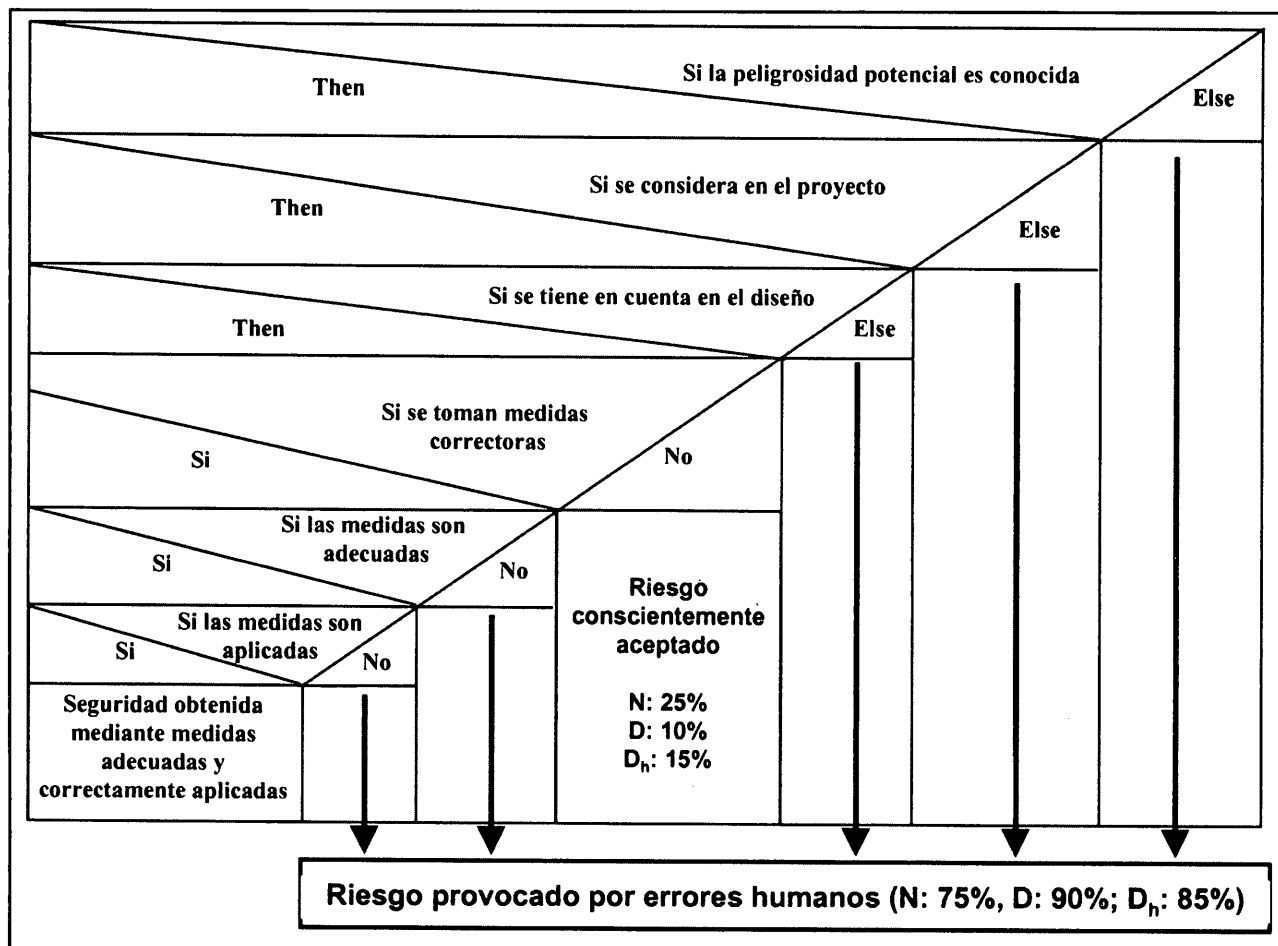 Si la peligrosidad potencial es conocida
Then
Else
Si se considera en el proyecto
Then
Else
Si se tiene en cuenta en el diseño
Then
Else
Si se toman medidas
correctoras
Si
No
Si las medidas son
adecuadas
Si
No
Si las medidas son
aplicadas
Si
No
Riesgo
conscientemente
aceptado
N: 25%
D: 10%
Dₕ: 15%
Seguridad obtenida
mediante medidas
adecuadas y
correctamente aplicadas
Riesgo provocado por errores humanos (N: 75%, D: 90%; Dₕ: 85%)